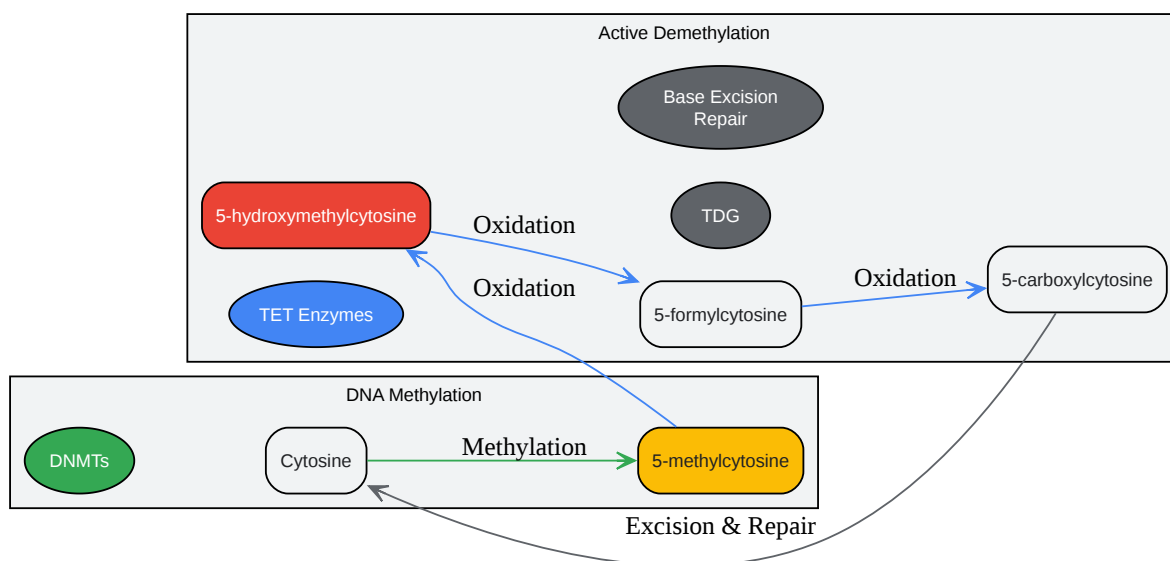 Active Demethylation
Base Excision
Repair
5-hydroxymethylcytosine
TDG
Oxidation
Oxidation
Oxidation
5-carboxylcytosine
TET Enzymes
5-formylcytosine
DNA Methylation
DNMTs
Cytosine
Methylation
5-methylcytosine
Excision & Repair